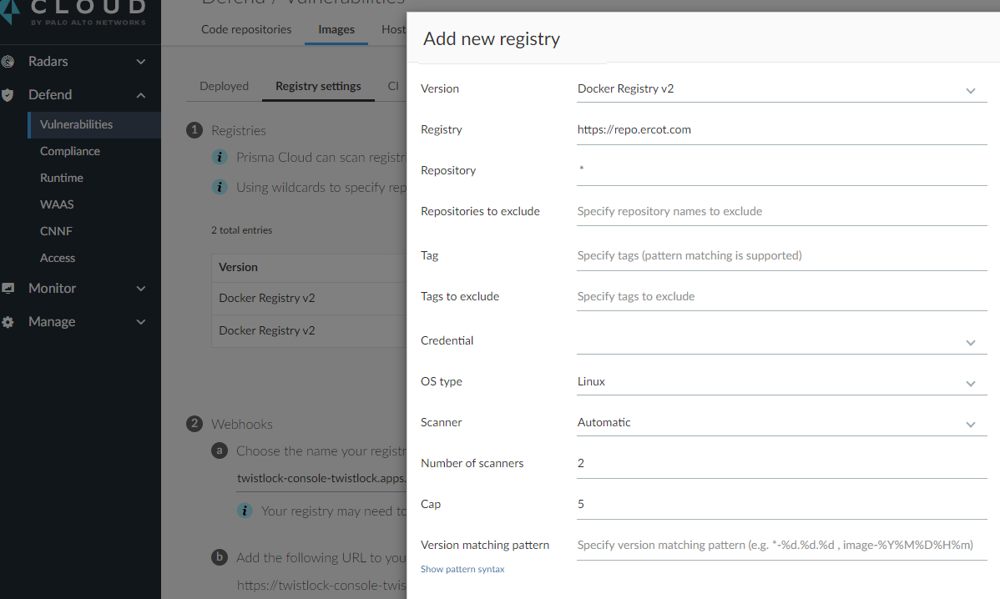 CLOUD
BY PALO ALTO NETWORKS
Radars
Defend
Vulnerabilities
Compliance
Runtime
WAAS
CNNF
Access
Monitor
Manage
Defend / Vulnerabilities
Code repositories Images Host
Deployed Registry settings CI
1 Registries
i Prisma Cloud can scan registri
i Using wildcards to specify rep
2 total entries
Version
Docker Registry v2
Docker Registry v2
2 Webhooks
a Choose the name your registr
twistlock-console-twistlock.apps.
i Your registry may need to
b Add the following URL to you
https://twistlock-console-twis
Add new registry
Version Docker Registry v2
Registry https://repo.ercot.com
Repository *
Repositories to exclude Specify repository names to exclude
Tag Specify tags (pattern matching is supported)
Tags to exclude Specify tags to exclude
Credential
OS type Linux
Scanner Automatic
Number of scanners 2
Cap 5
Version matching pattern Specify version matching pattern (e.g. *-%d.%d.%d , image-%Y%M%D%H%m)
Show pattern syntax